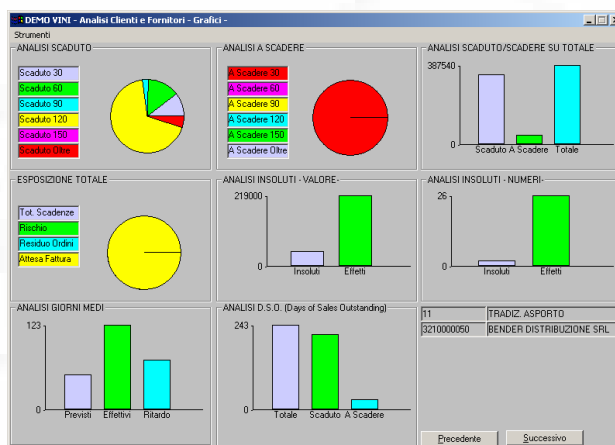 DEMO VINI - Analisi Clienti e Fornitori - Grafici -
Strumenti
ANALISI SCADUTO
Scaduto 30
Scaduto 60
Scaduto 90
Scaduto 120
Scaduto 150
Scaduto Oltre
ANALISI A SCADERE
A Scadere 30
A Scadere 60
A Scadere 90
A Scadere 120
A Scadere 150
A Scadere Oltre
ANALISI SCADUTO/SCADERE SU TOTALE
387540
0
Scaduto A Scadere Totale
ESPOSIZIONE TOTALE
Tot. Scadenze
Rischio
Residuo Ordini
Attesa Fattura
ANALISI INSOLUTI -VALORE-
219000
0
Insoluti Effetti
ANALISI INSOLUTI - NUMERI-
26
0
Insoluti Effetti
ANALISI GIORNI MEDI
123
0
Previsti Effettivi Ritardo
ANALISI D.S.O. (Days of Sales Outstanding)
243
0
Totale Scaduto A Scadere
11 TRADIZ. ASPORTO
3210000050 BENDER DISTRIBUZIONE SRL
Precedente Successivo